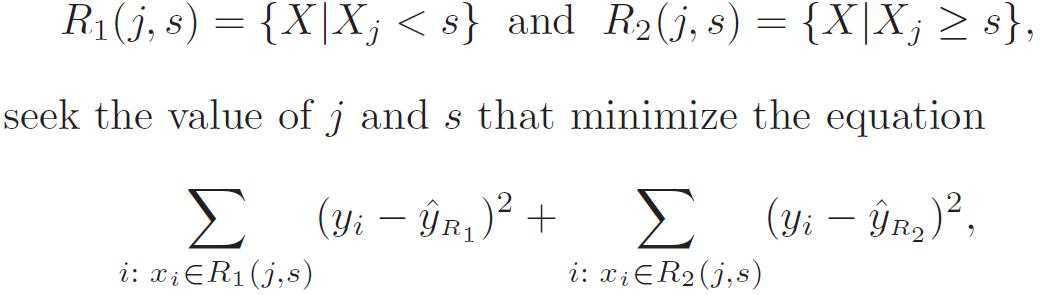 R₁(j, s) = {X|Xⱼ < s} and R₂(j, s) = {X|Xⱼ ≥ s},
seek the value of j and s that minimize the equation
∑_{i: xᵢ∈R₁(j,s)} (yᵢ − ŷ_{R₁})² + ∑_{i: xᵢ∈R₂(j,s)} (yᵢ − ŷ_{R₂})²,